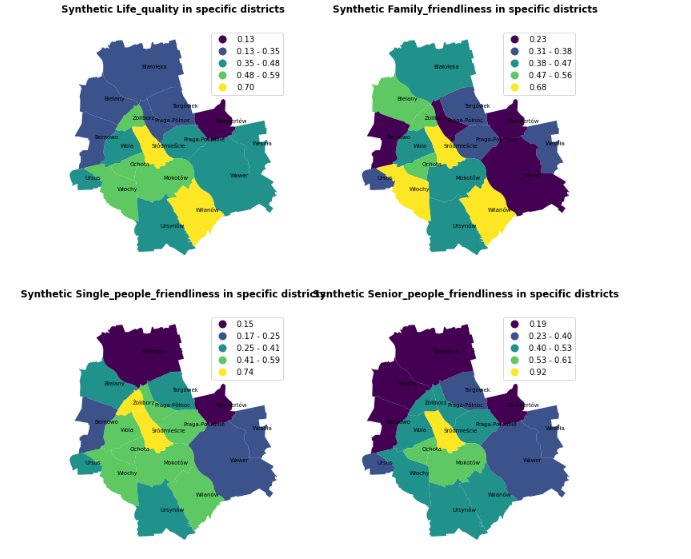 Synthetic Life_quality in specific districts
0.13
0.13 - 0.35
0.35 - 0.48
0.48 - 0.59
0.70
Białołęka
Bielany
Targówek
Żoliborz
Praga-Północ
Rembertów
Bemowo
Praga-Południe
Wesoła
Wola
Śródmieście
Ochota
Ursus
Mokotów
Wawer
Włochy
Wilanów
Ursynów
Synthetic Family_friendliness in specific districts
0.23
0.31 - 0.38
0.38 - 0.47
0.47 - 0.56
0.68
Białołęka
Bielany
Targówek
Żoliborz
Praga-Północ
Rembertów
Bemowo
Praga-Południe
Wesoła
Wola
Śródmieście
Ochota
Ursus
Mokotów
Wawer
Włochy
Wilanów
Ursynów
Synthetic Single_people_friendliness in specific districts
0.15
0.17 - 0.25
0.25 - 0.41
0.41 - 0.59
0.74
Białołęka
Bielany
Targówek
Żoliborz
Praga-Północ
Rembertów
Bemowo
Praga-Południe
Wesoła
Wola
Śródmieście
Ochota
Ursus
Mokotów
Wawer
Włochy
Wilanów
Ursynów
Synthetic Senior_people_friendliness in specific districts
0.19
0.23 - 0.40
0.40 - 0.53
0.53 - 0.61
0.92
Białołęka
Bielany
Targówek
Żoliborz
Praga-Północ
Rembertów
Bemowo
Praga-Południe
Wesoła
Wola
Śródmieście
Ochota
Ursus
Mokotów
Wawer
Włochy
Wilanów
Ursynów